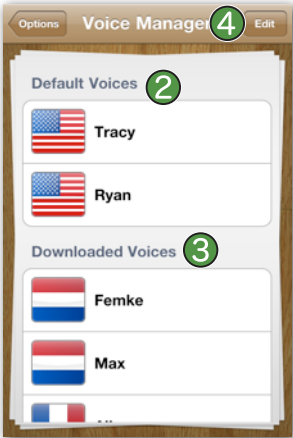 Options Voice Manager 4 Edit
Default Voices 2
Tracy
Ryan
Downloaded Voices 3
Femke
Max